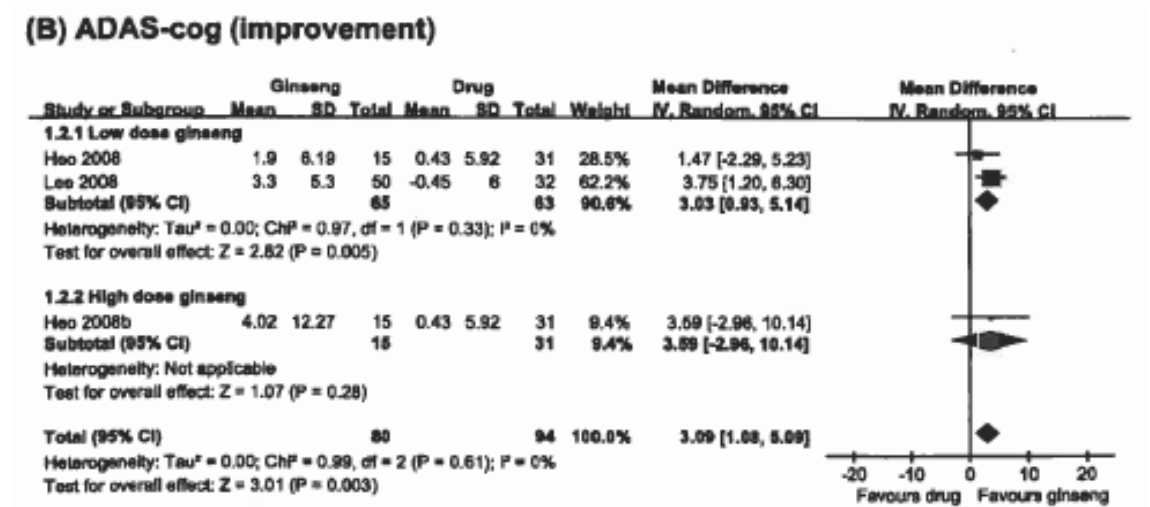 (B) ADAS-cog (improvement)
Ginseng Drug Mean Difference Mean Difference
Study or Subgroup Mean SD Total Mean SD Total Weight IV, Random, 95% CI IV, Random, 95% CI
1.2.1 Low dose ginseng
Heo 2008 1.9 6.19 15 0.43 5.92 31 28.5% 1.47 [-2.29, 5.23]
Lee 2008 3.3 5.3 50 -0.45 6 32 62.2% 3.75 [1.20, 6.30]
Subtotal (95% CI) 65 63 90.6% 3.03 [0.93, 5.14]
Heterogeneity: Tau² = 0.00; Chi² = 0.97, df = 1 (P = 0.33); I² = 0%
Test for overall effect: Z = 2.82 (P = 0.005)
1.2.2 High dose ginseng
Heo 2008b 4.02 12.27 15 0.43 5.92 31 9.4% 3.59 [-2.96, 10.14]
Subtotal (95% CI) 15 31 9.4% 3.59 [-2.96, 10.14]
Heterogeneity: Not applicable
Test for overall effect: Z = 1.07 (P = 0.28)
Total (95% CI) 80 94 100.0% 3.09 [1.08, 5.09]
Heterogeneity: Tau² = 0.00; Chi² = 0.99, df = 2 (P = 0.61); I² = 0%
Test for overall effect: Z = 3.01 (P = 0.003)
-20 -10 0 10 20
Favours drug Favours ginseng